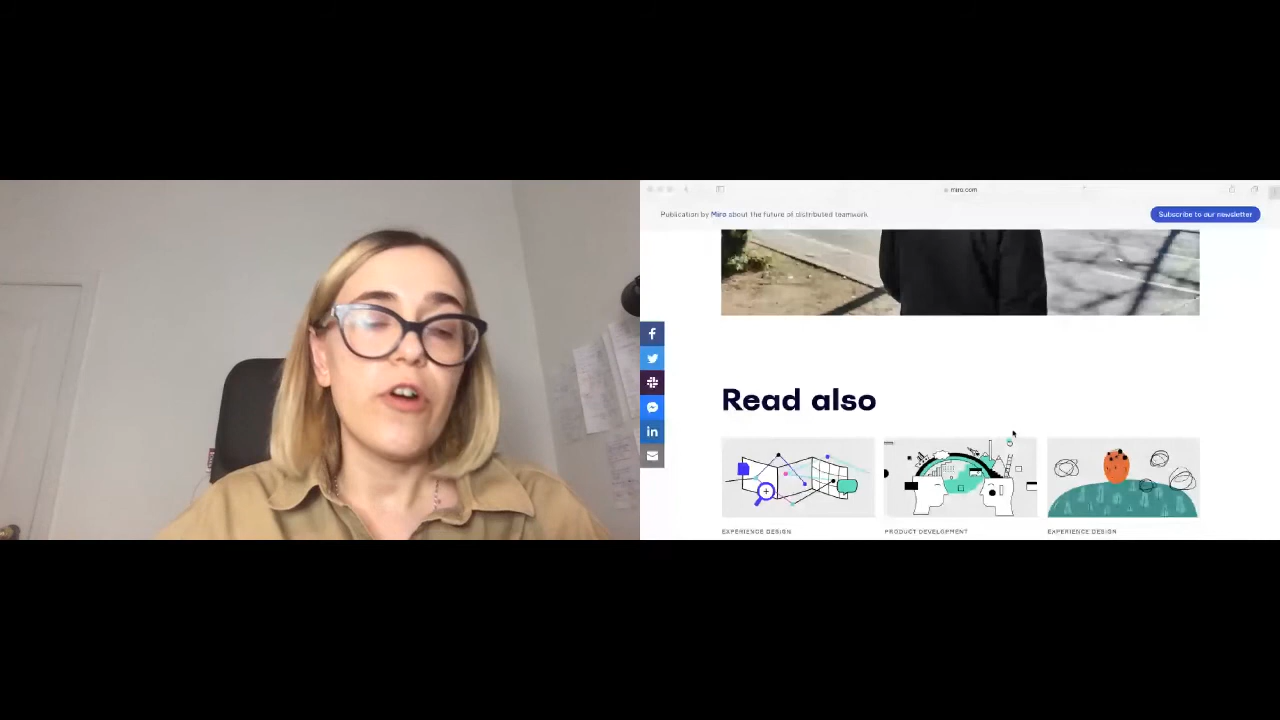 miro.com
Publication by Miro about the future of distributed teamwork
Subscribe to our newsletter
Read also
EXPERIENCE DESIGN
PRODUCT DEVELOPMENT
EXPERIENCE DESIGN